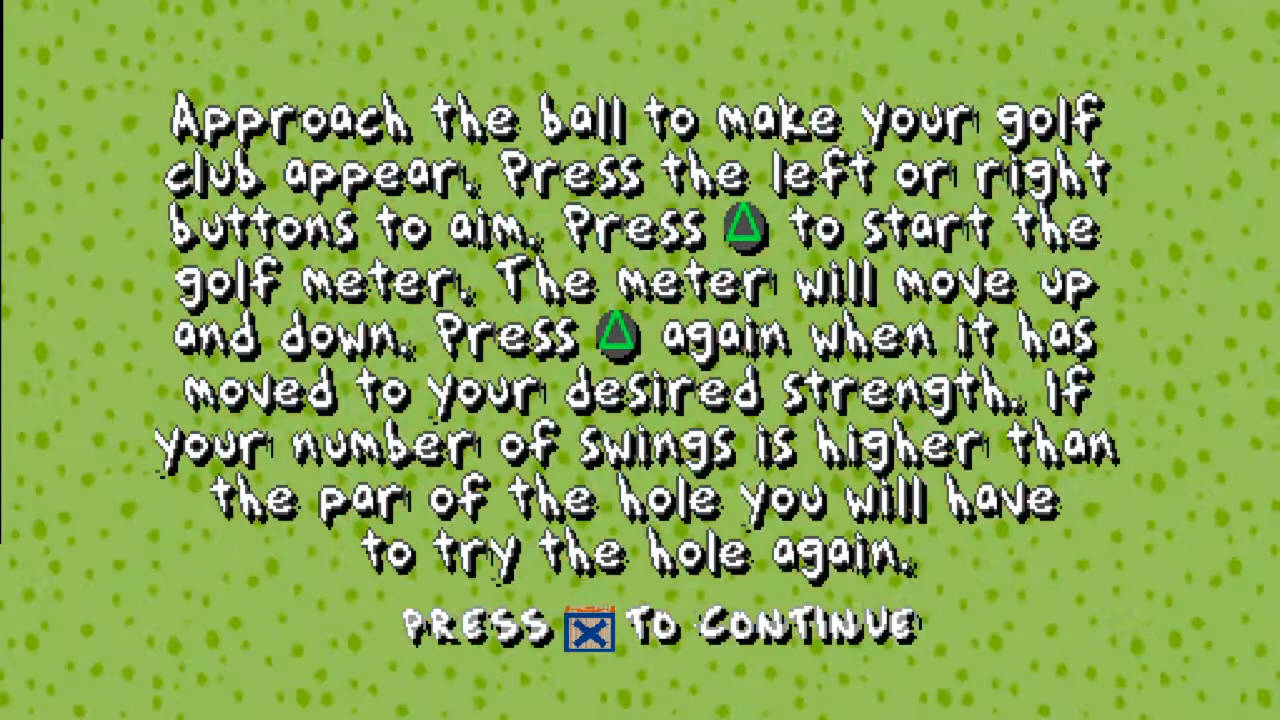 Approach the ball to make your golf
club appear. Press the left or right
buttons to aim. Press △ to start the
golf meter. The meter will move up
and down. Press △ again when it has
moved to your desired strength. If
your number of swings is higher than
the par of the hole you will have
to try the hole again.
PRESS X TO CONTINUE